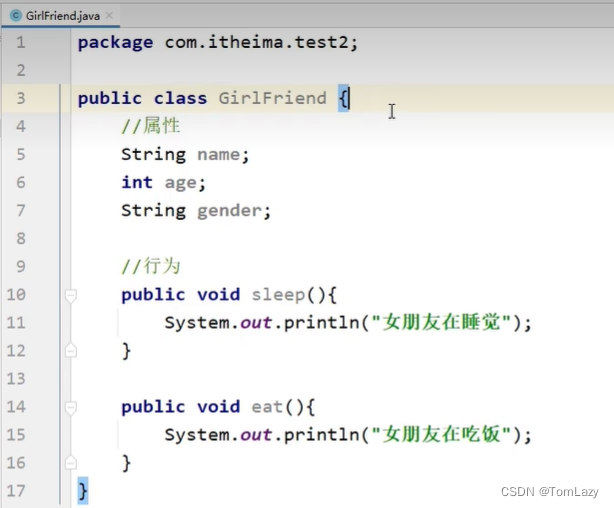 GirlFriend.java ×
1 package com.itheima.test2;
2
3 public class GirlFriend {
4 //属性
5 String name;
6 int age;
7 String gender;
8
9 //行为
10 public void sleep(){
11 System.out.println("女朋友在睡觉");
12 }
13
14 public void eat(){
15 System.out.println("女朋友在吃饭");
16 }
17 }
CSDN @TomLazy